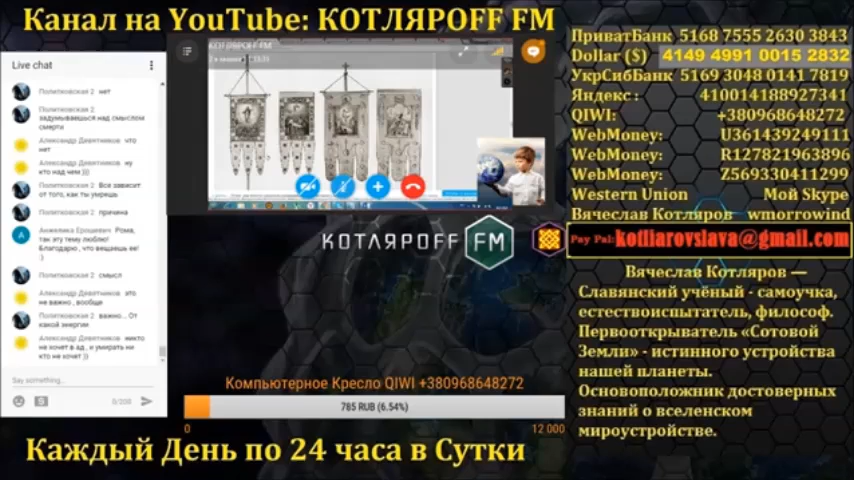 Канал на YouTube: КОТЛЯРОFF FM
Live chat
Политковская 2 нет
Политковская 2
задумываешься над смыслом
смерти
Александр Девятников что
нет
Александр Девятников ну
кто над чем )))
Политковская 2 Все зависит
от того, как ты умрешь
Политковская 2 причина
Анжелика Ерошевич Рома,
так эту тему люблю!
Благодарю, что вещаешь ее!
:)
Политковская 2 смысл
Александр Девятников это
не важно , вообще
Политковская 2 важно... От
какой энергии
Александр Девятников никто
не хочет в ад , и умирать ни
кто не хочет ))
Say something...
0/200
КОТЛЯРОFF FM
КОТЛЯРОFF FM
Компьютерное Кресло QIWI +380968648272
785 RUB (6.54%)
0
12 000
Каждый День по 24 часа в Сутки
ПриватБанк 5168 7555 2630 3843
Dollar ($) 4149 4991 0015 2832
УкрСибБанк 5169 3048 0141 7819
Яндекс : 410014188927341
QIWI: +380968648272
WebMoney: U361439249111
WebMoney: R127821963896
WebMoney: Z569330411299
Western Union Мой Skype
Вячеслав Котляров wmorrowind
Pay Pal: kotliarovslava@gmail.com
Вячеслав Котляров —
Славянский учёный - самоучка,
естествоиспытатель, философ.
Первооткрыватель «Сотовой
Земли» - истинного устройства
нашей планеты.
Основоположник достоверных
знаний о вселенском
мироустройстве.